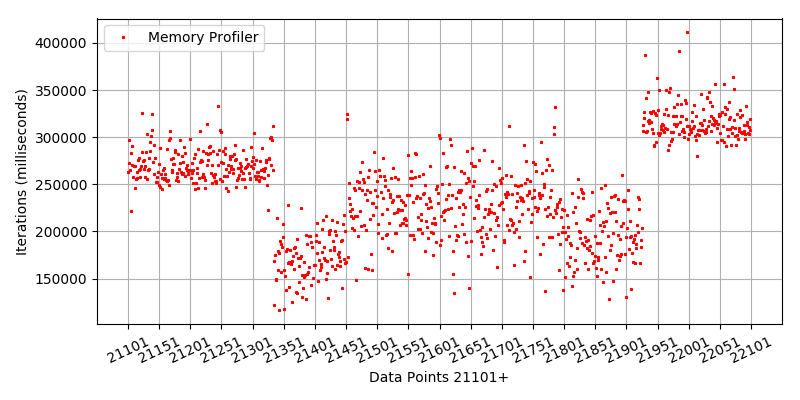 Memory Profiler
400000
350000
300000
250000
200000
150000
Iterations (milliseconds)
21101 21151 21201 21251 21301 21351 21401 21451 21501 21551 21601 21651 21701 21751 21801 21851 21901 21951 22001 22051 22101
Data Points 21101+